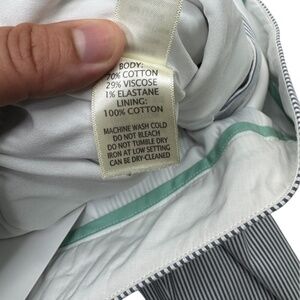 BODY:
70% COTTON
29% VISCOSE
1% ELASTANE
LINING:
100% COTTON
MACHINE WASH COLD
DO NOT BLEACH
DO NOT TUMBLE DRY
IRON AT LOW SETTING
CAN BE DRY-CLEANED